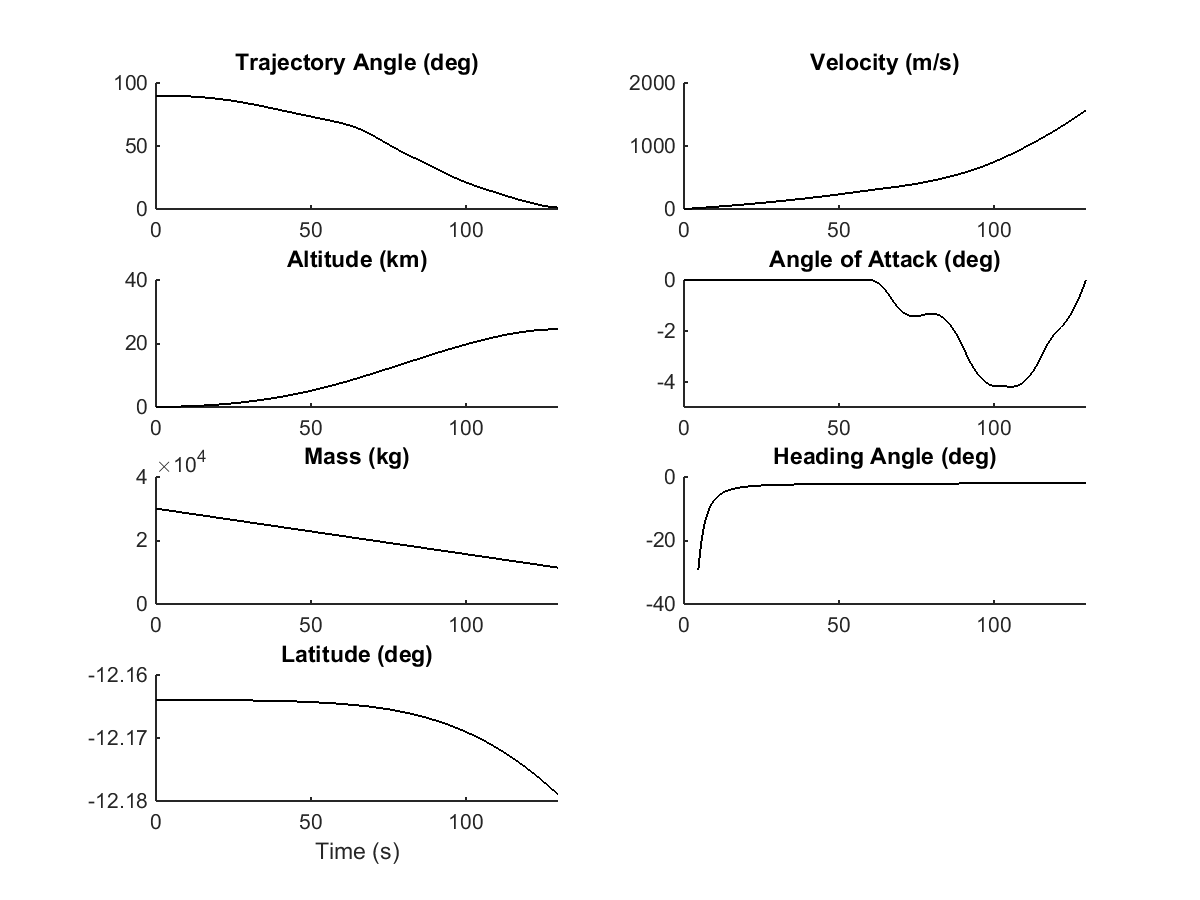 Trajectory Angle (deg)
100
50
0
0 50 100
Velocity (m/s)
2000
1000
0
0 50 100
Altitude (km)
40
20
0
0 50 100
Angle of Attack (deg)
0
-2
-4
0 50 100
Mass (kg)
×10⁴
4
2
0
0 50 100
Heading Angle (deg)
0
-20
-40
0 50 100
Latitude (deg)
-12.16
-12.17
-12.18
0 50 100
Time (s)